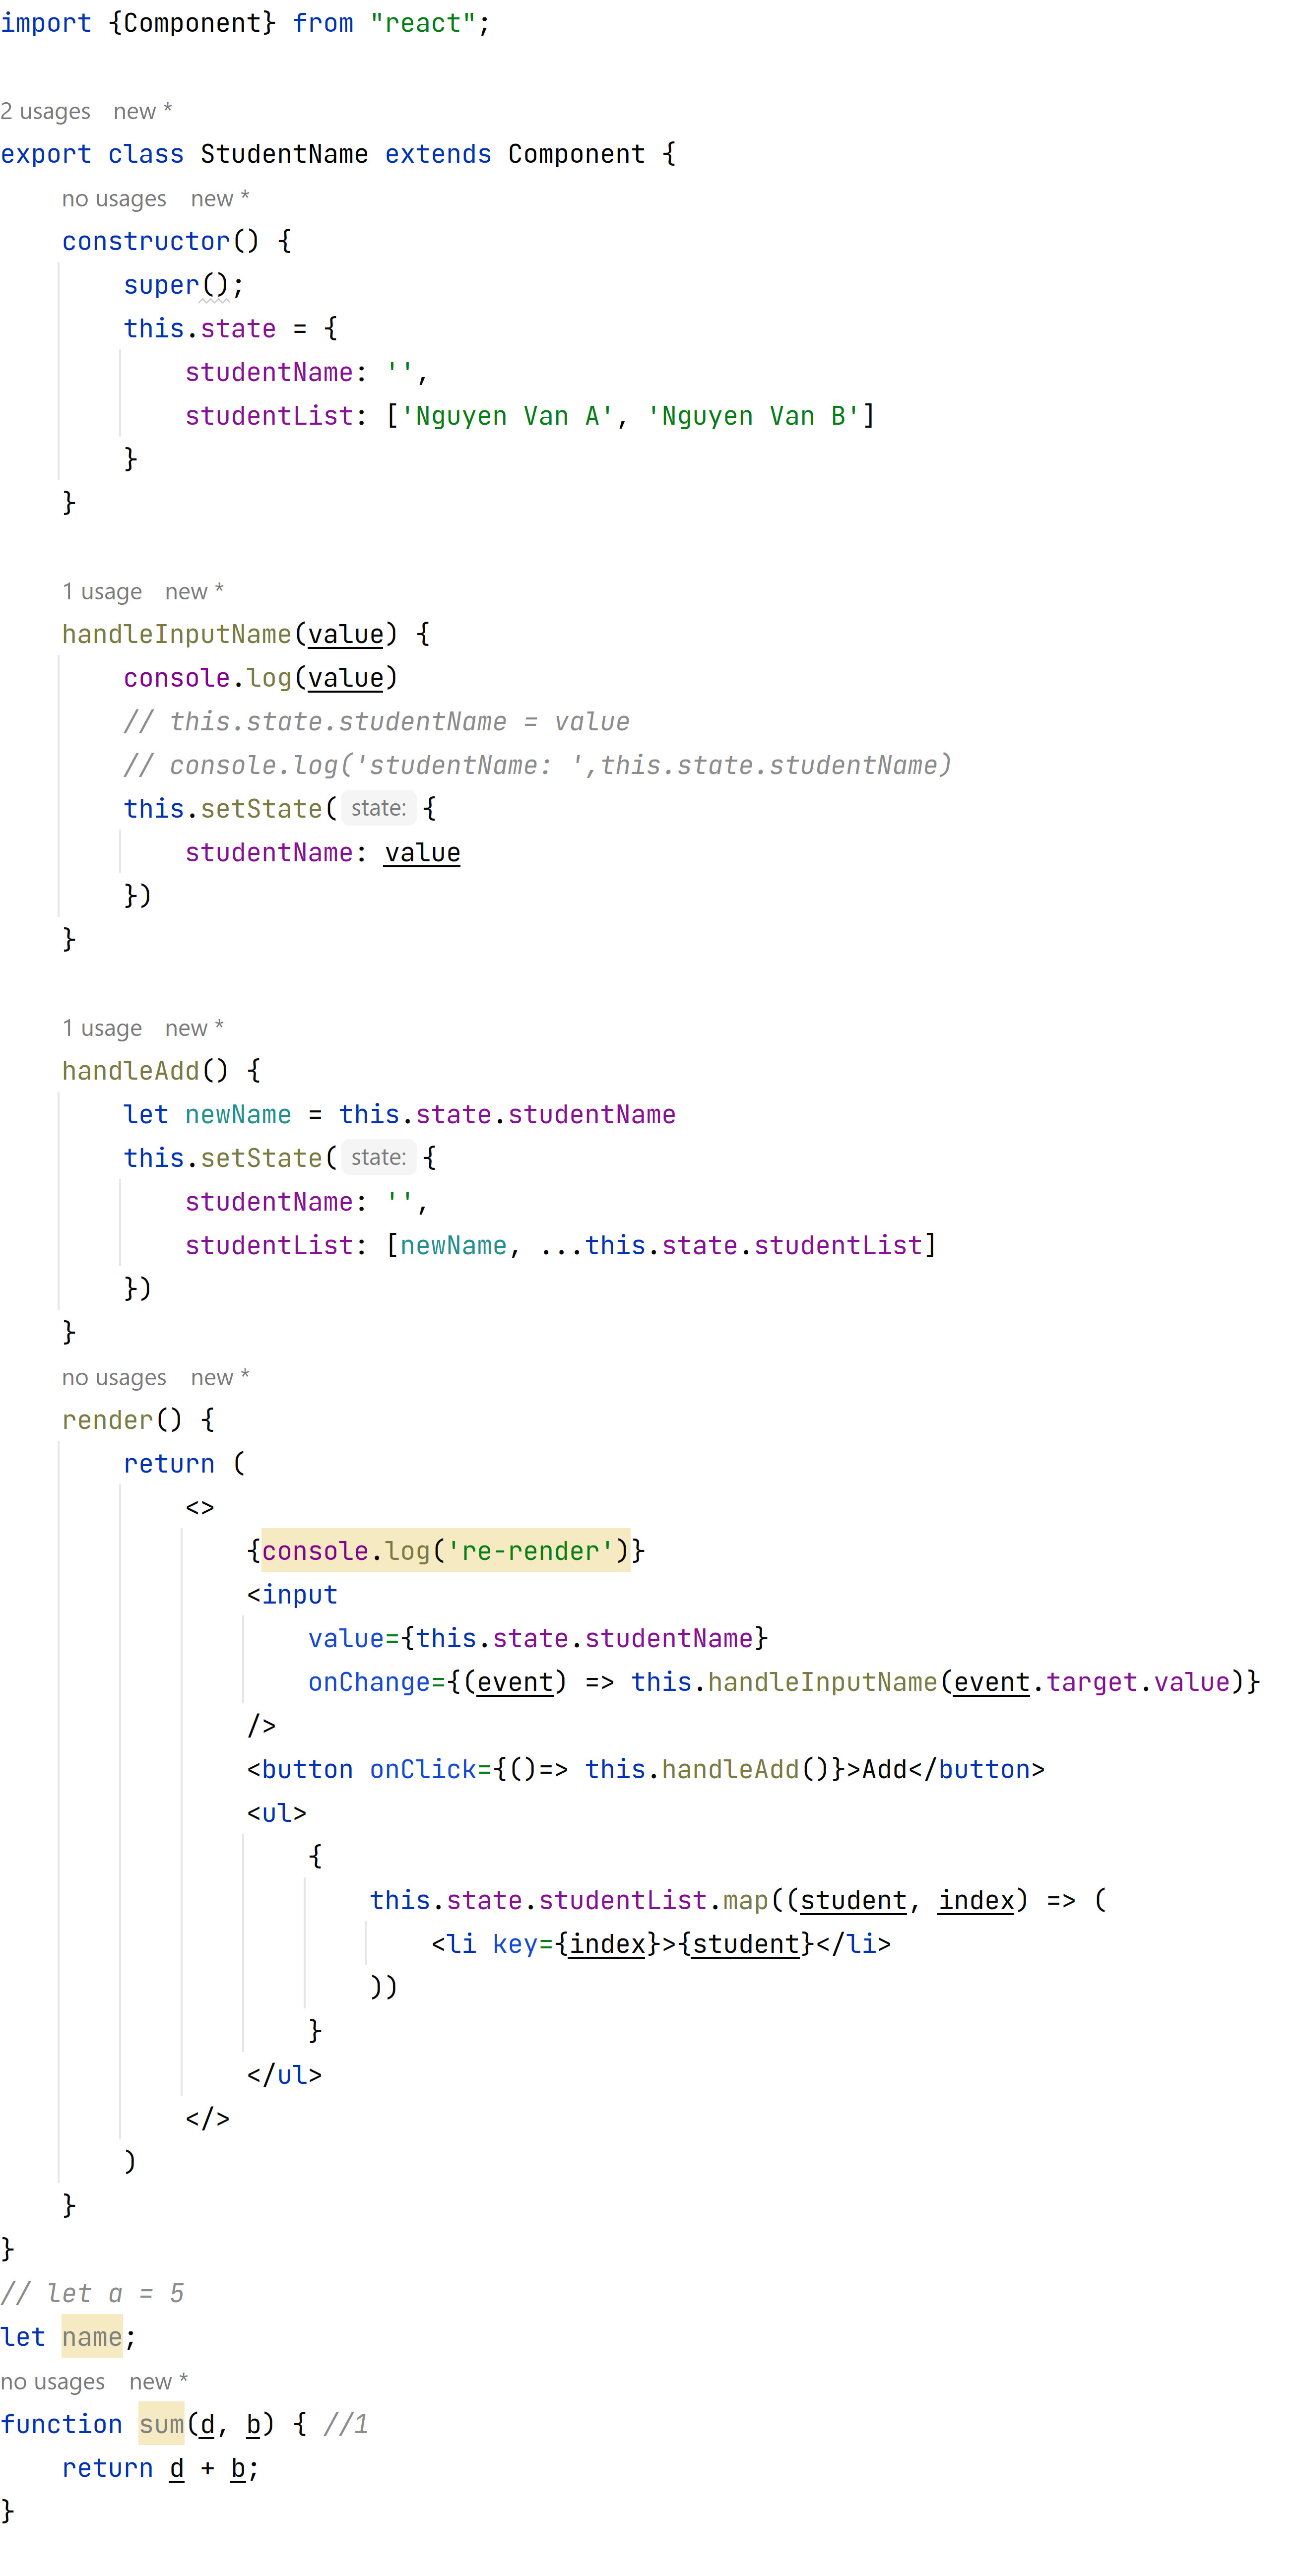 import {Component} from "react";
2 usages new *
export class StudentName extends Component {
no usages new *
constructor() {
super();
this.state = {
studentName: '',
studentList: ['Nguyen Van A', 'Nguyen Van B']
}
}
1 usage new *
handleInputName(value) {
console.log(value)
// this.state.studentName = value
// console.log('studentName: ',this.state.studentName)
this.setState( state: {
studentName: value
})
}
1 usage new *
handleAdd() {
let newName = this.state.studentName
this.setState( state: {
studentName: '',
studentList: [newName, ...this.state.studentList]
})
}
no usages new *
render() {
return (
<>
{console.log('re-render')}
<input
value={this.state.studentName}
onChange={(event) => this.handleInputName(event.target.value)}
/>
<button onClick={()=> this.handleAdd()}>Add</button>
<ul>
{
this.state.studentList.map((student, index) => (
<li key={index}>{student}</li>
))
}
</ul>
</>
)
}
}
// let a = 5
let name;
no usages new *
function sum(d, b) { //1
return d + b;
}